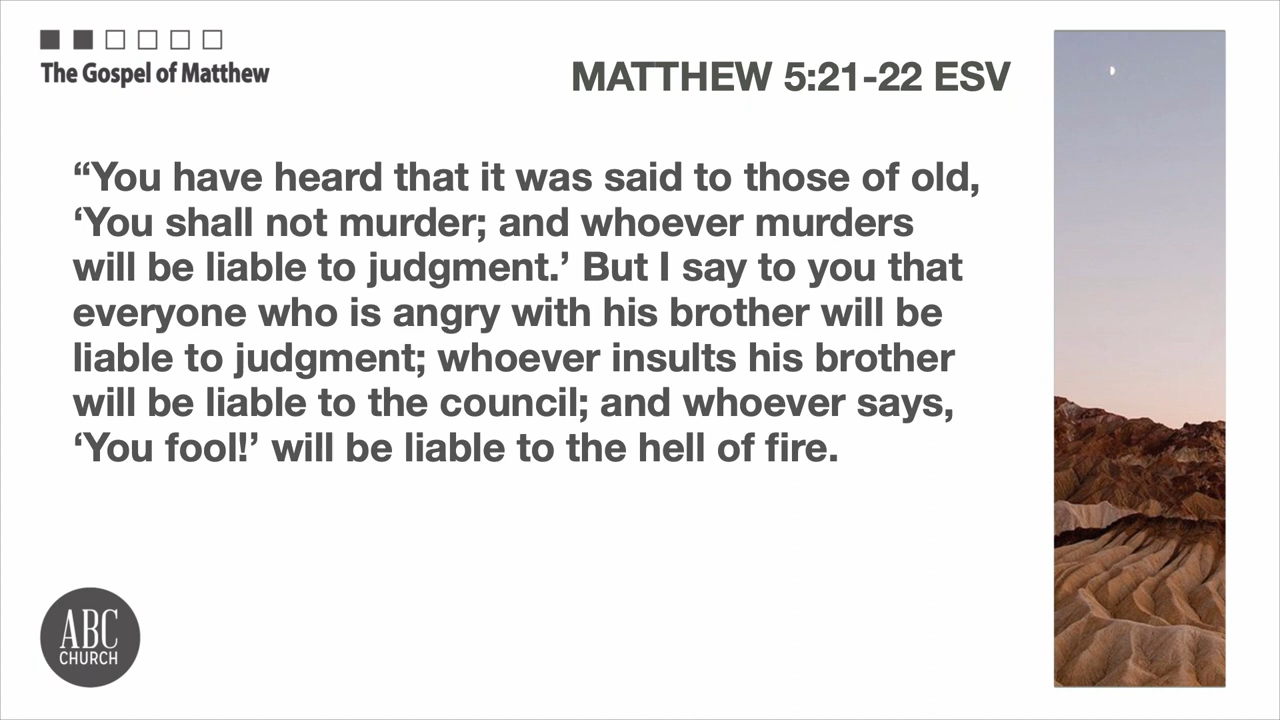 The Gospel of Matthew
MATTHEW 5:21-22 ESV
“You have heard that it was said to those of old,
‘You shall not murder; and whoever murders
will be liable to judgment.’ But I say to you that
everyone who is angry with his brother will be
liable to judgment; whoever insults his brother
will be liable to the council; and whoever says,
‘You fool!’ will be liable to the hell of fire.
ABC
CHURCH